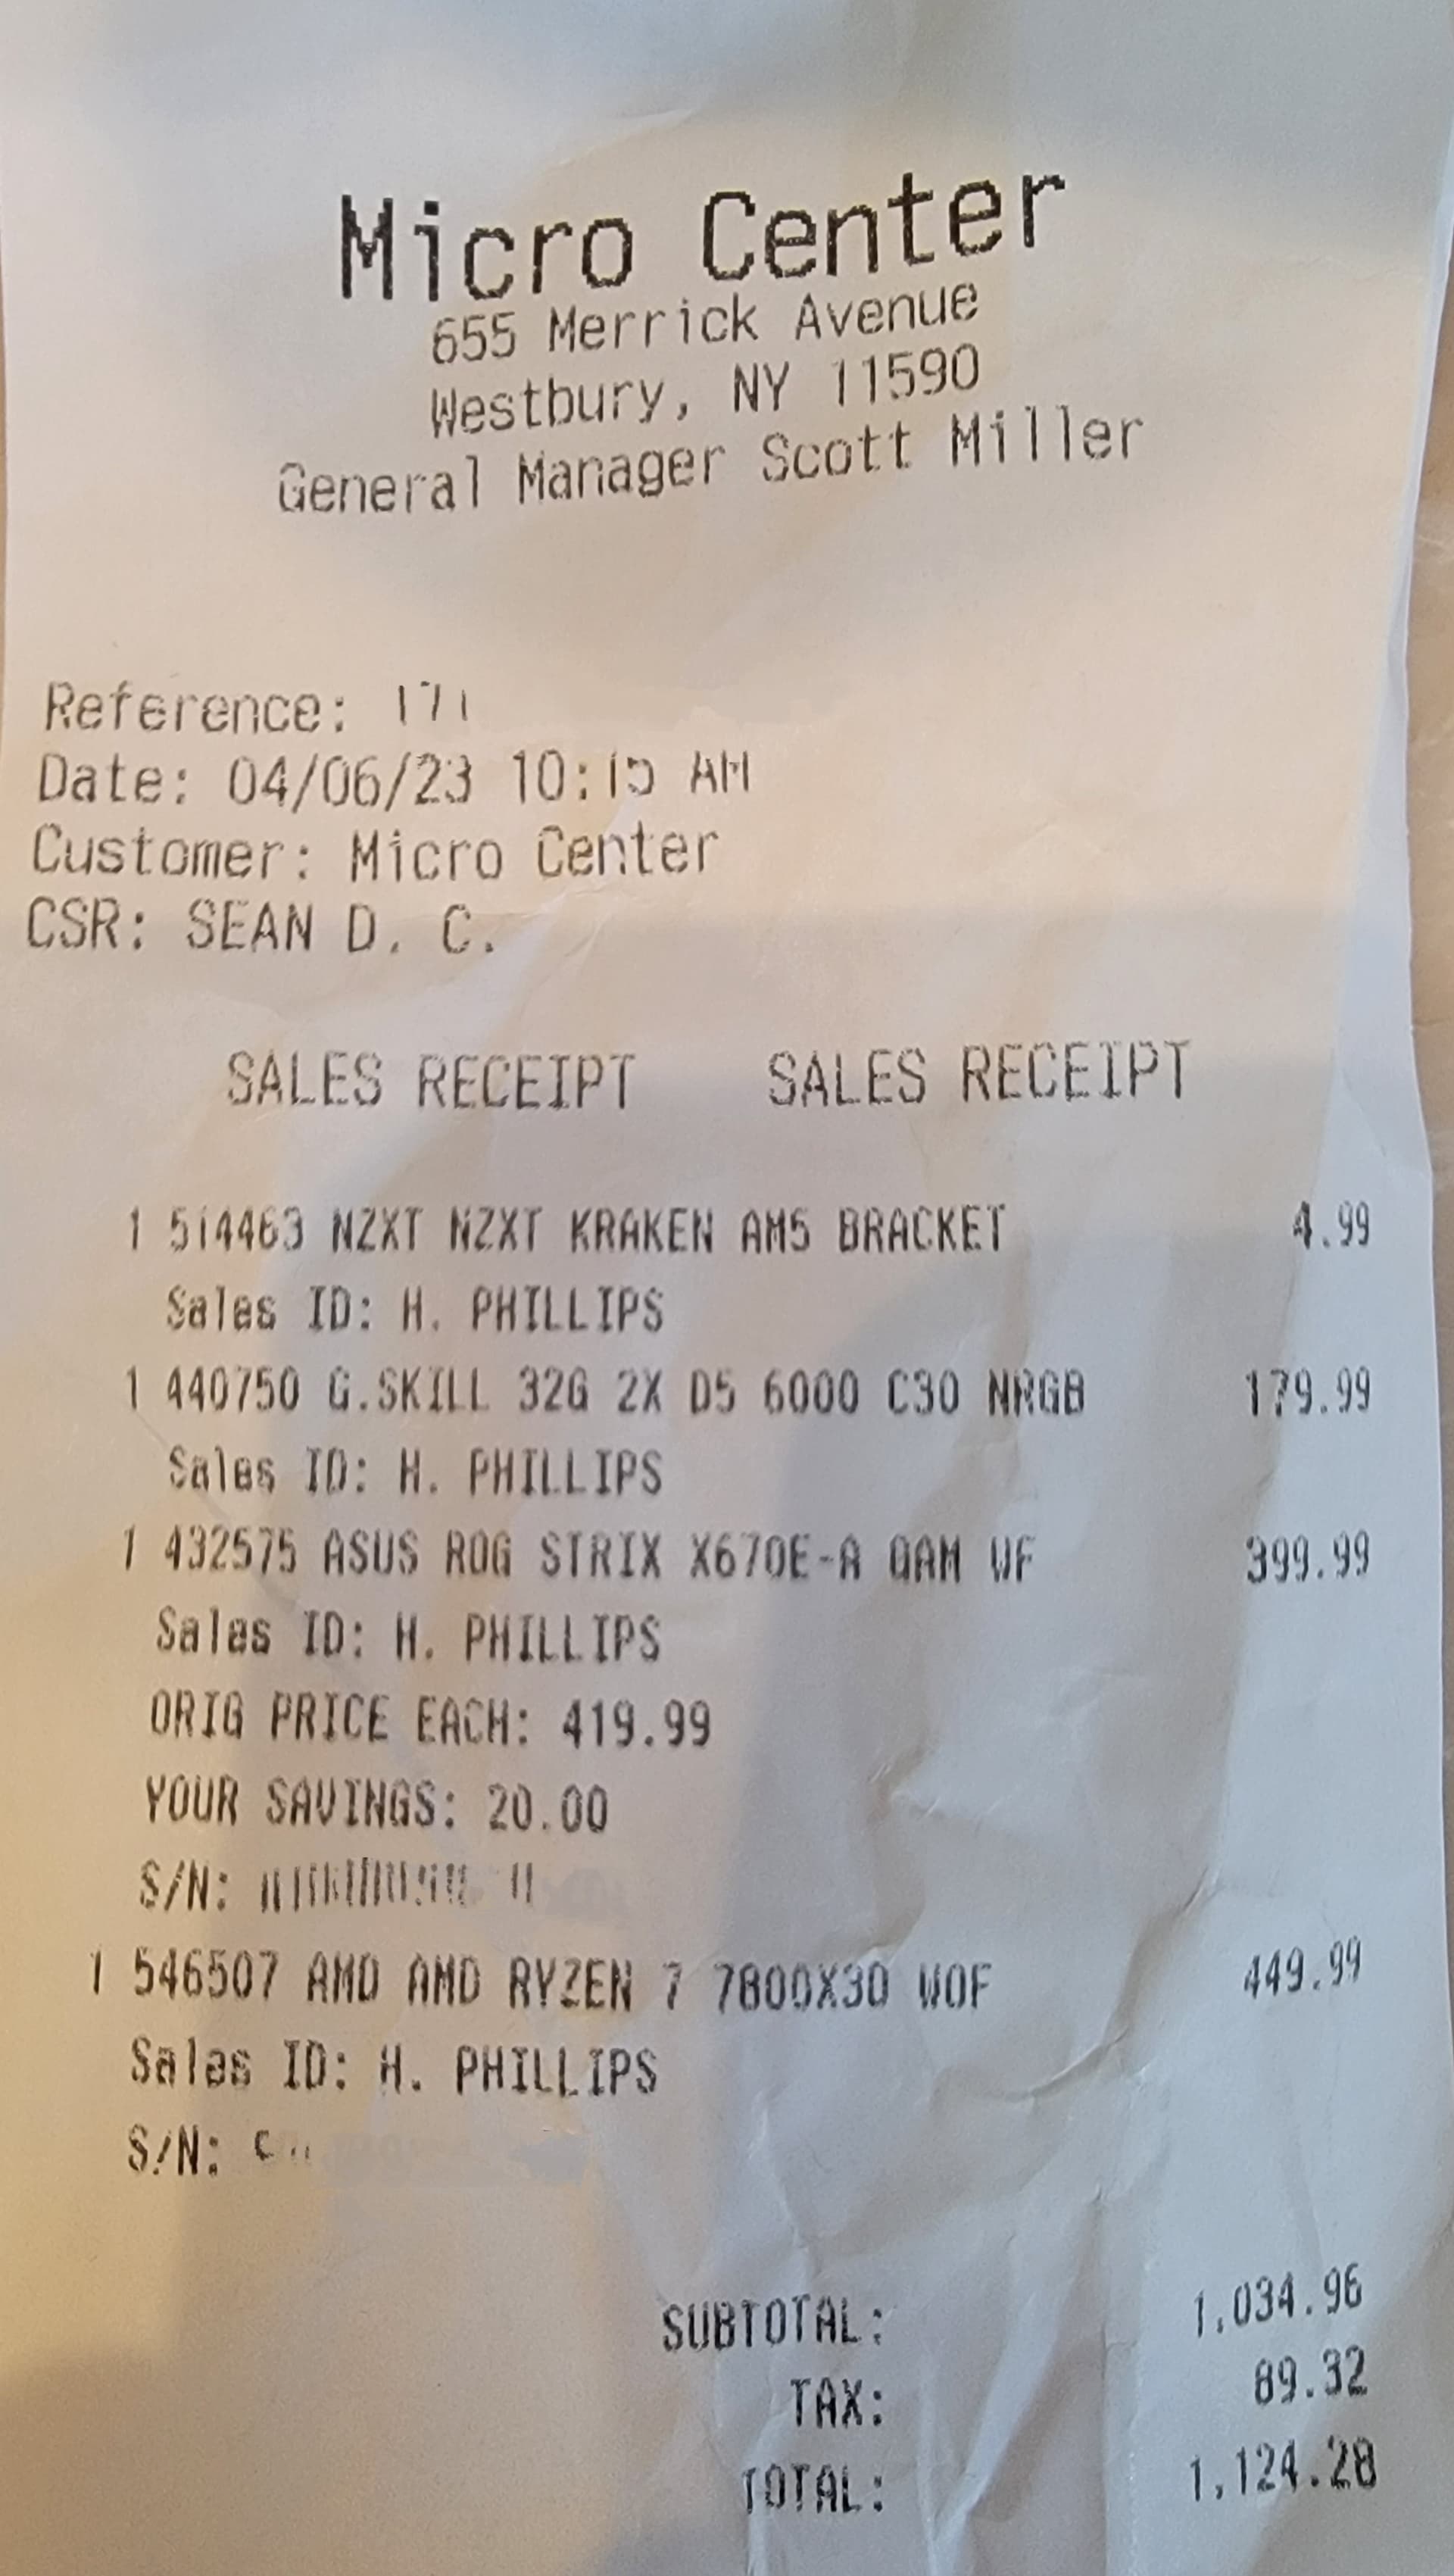 Micro Center
655 Merrick Avenue
Westbury, NY 11590
General Manager Scott Miller
Reference:
Date: 04/06/23 10:15 AM
Customer: Micro Center
CSR: SEAN D. C.
SALES RECEIPT SALES RECEIPT
1 514463 NZXT NZXT KRAKEN AM5 BRACKET 4.99
Sales ID: H. PHILLIPS
1 440750 G.SKILL 32G 2X D5 6000 C30 NRGB 179.99
Sales ID: H. PHILLIPS
1 432575 ASUS ROG STRIX X670E-A GAM WF 399.99
Sales ID: H. PHILLIPS
ORIG PRICE EACH: 419.99
YOUR SAVINGS: 20.00
S/N:
1 546507 AMD AMD RYZEN 7 7800X3D WOF 449.99
Sales ID: H. PHILLIPS
S/N:
SUBTOTAL: 1,034.96
TAX: 89.32
TOTAL: 1,124.28